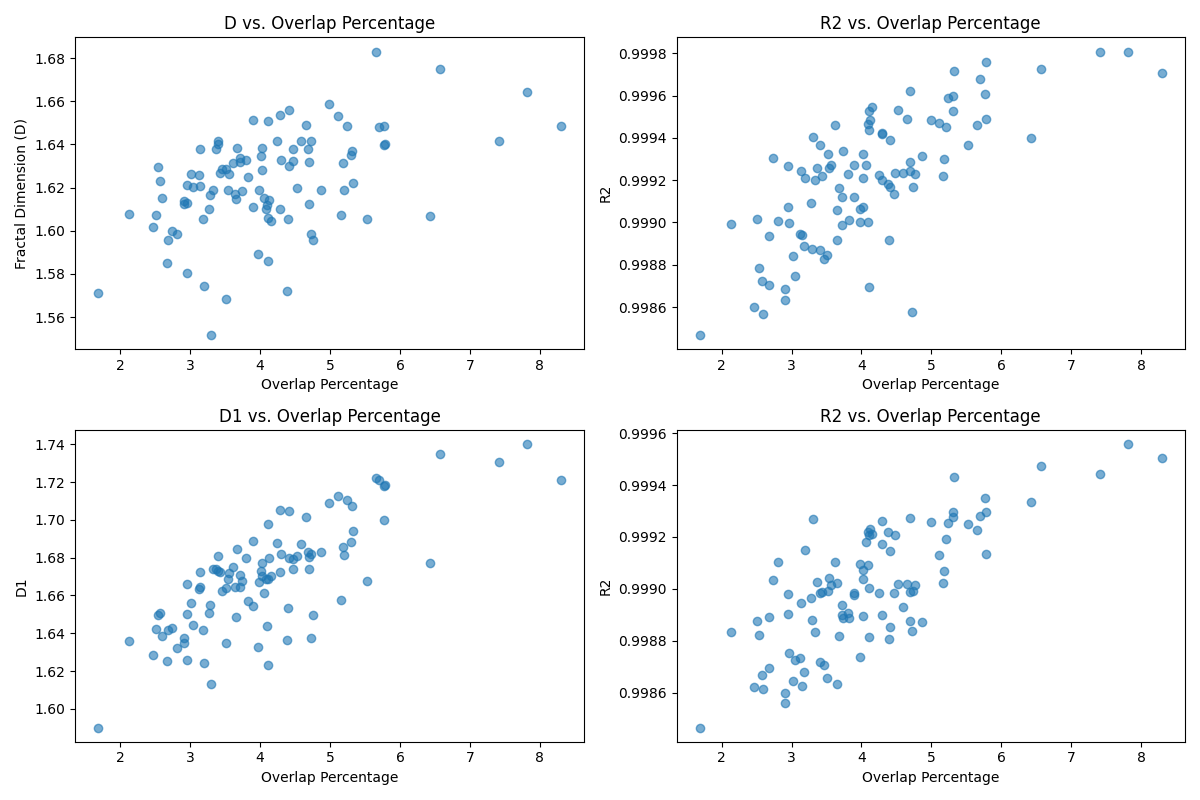 D vs. Overlap Percentage
Fractal Dimension (D)
1.68
1.66
1.64
1.62
1.60
1.58
1.56
2 3 4 5 6 7 8
Overlap Percentage
R2 vs. Overlap Percentage
R2
0.9998
0.9996
0.9994
0.9992
0.9990
0.9988
0.9986
2 3 4 5 6 7 8
Overlap Percentage
D1 vs. Overlap Percentage
D1
1.74
1.72
1.70
1.68
1.66
1.64
1.62
1.60
2 3 4 5 6 7 8
Overlap Percentage
R2 vs. Overlap Percentage
R2
0.9996
0.9994
0.9992
0.9990
0.9988
0.9986
2 3 4 5 6 7 8
Overlap Percentage